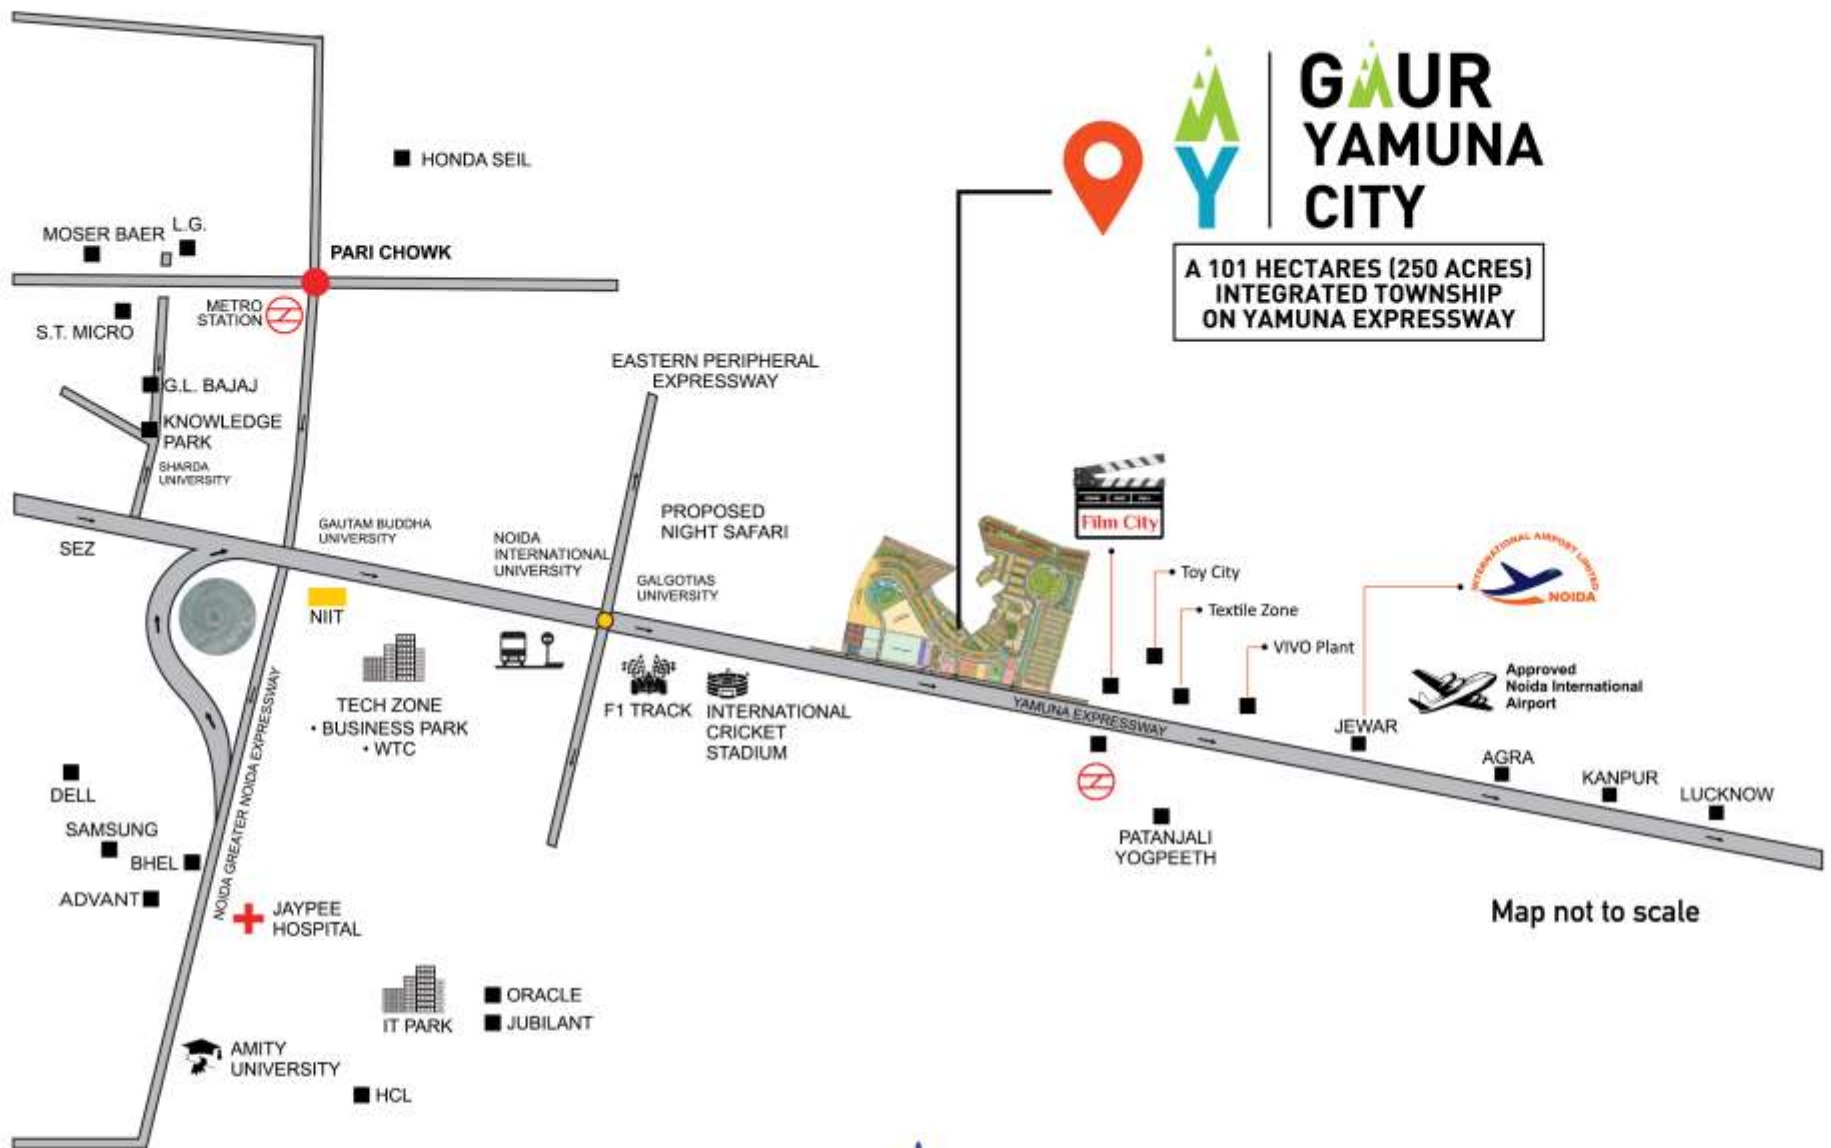 GAUR
YAMUNA
CITY
A 101 HECTARES (250 ACRES)
INTEGRATED TOWNSHIP
ON YAMUNA EXPRESSWAY
HONDA SEIL
MOSER BAER
L.G.
PARI CHOWK
METRO
STATION
S.T. MICRO
G.L. BAJAJ
KNOWLEDGE
PARK
SHARDA
UNIVERSITY
EASTERN PERIPHERAL
EXPRESSWAY
SEZ
GAUTAM BUDDHA
UNIVERSITY
NOIDA
INTERNATIONAL
UNIVERSITY
PROPOSED
NIGHT SAFARI
GALGOTIAS
UNIVERSITY
Film City
Toy City
Textile Zone
VIVO Plant
INTERNATIONAL AIRPORT LIMITED
NOIDA
Approved
Noida International
Airport
NIIT
TECH ZONE
• BUSINESS PARK
• WTC
F1 TRACK
INTERNATIONAL
CRICKET
STADIUM
YAMUNA EXPRESSWAY
JEWAR
AGRA
KANPUR
LUCKNOW
PATANJALI
YOGPEETH
NOIDA GREATER NOIDA EXPRESSWAY
DELL
SAMSUNG
BHEL
ADVANT
JAYPEE
HOSPITAL
Map not to scale
IT PARK
ORACLE
JUBILANT
AMITY
UNIVERSITY
HCL